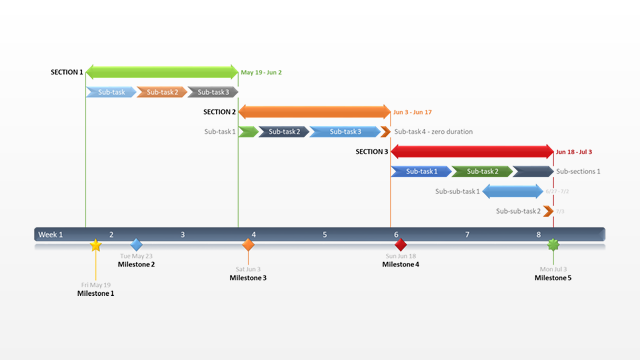 SECTION 1 May 19 - Jun 2
Sub-task Sub-task 2 Sub-task 3
SECTION 2 Jun 3 - Jun 17
Sub-task 1 Sub-task 2 Sub-task 3 Sub-task 4 - zero duration
SECTION 3 Jun 18 - Jul 3
Sub-task 1 Sub-task 2 Sub-sections 1
Sub-sub-task 1
Sub-sub-task 2 7/3
Week 1 2 3 4 5 6 7 8
Tue May 23 Sat Jun 3 Sun Jun 18 Mon Jul 3
Milestone 2
Milestone 3 Milestone 4 Milestone 5
Fri May 19
Milestone 1